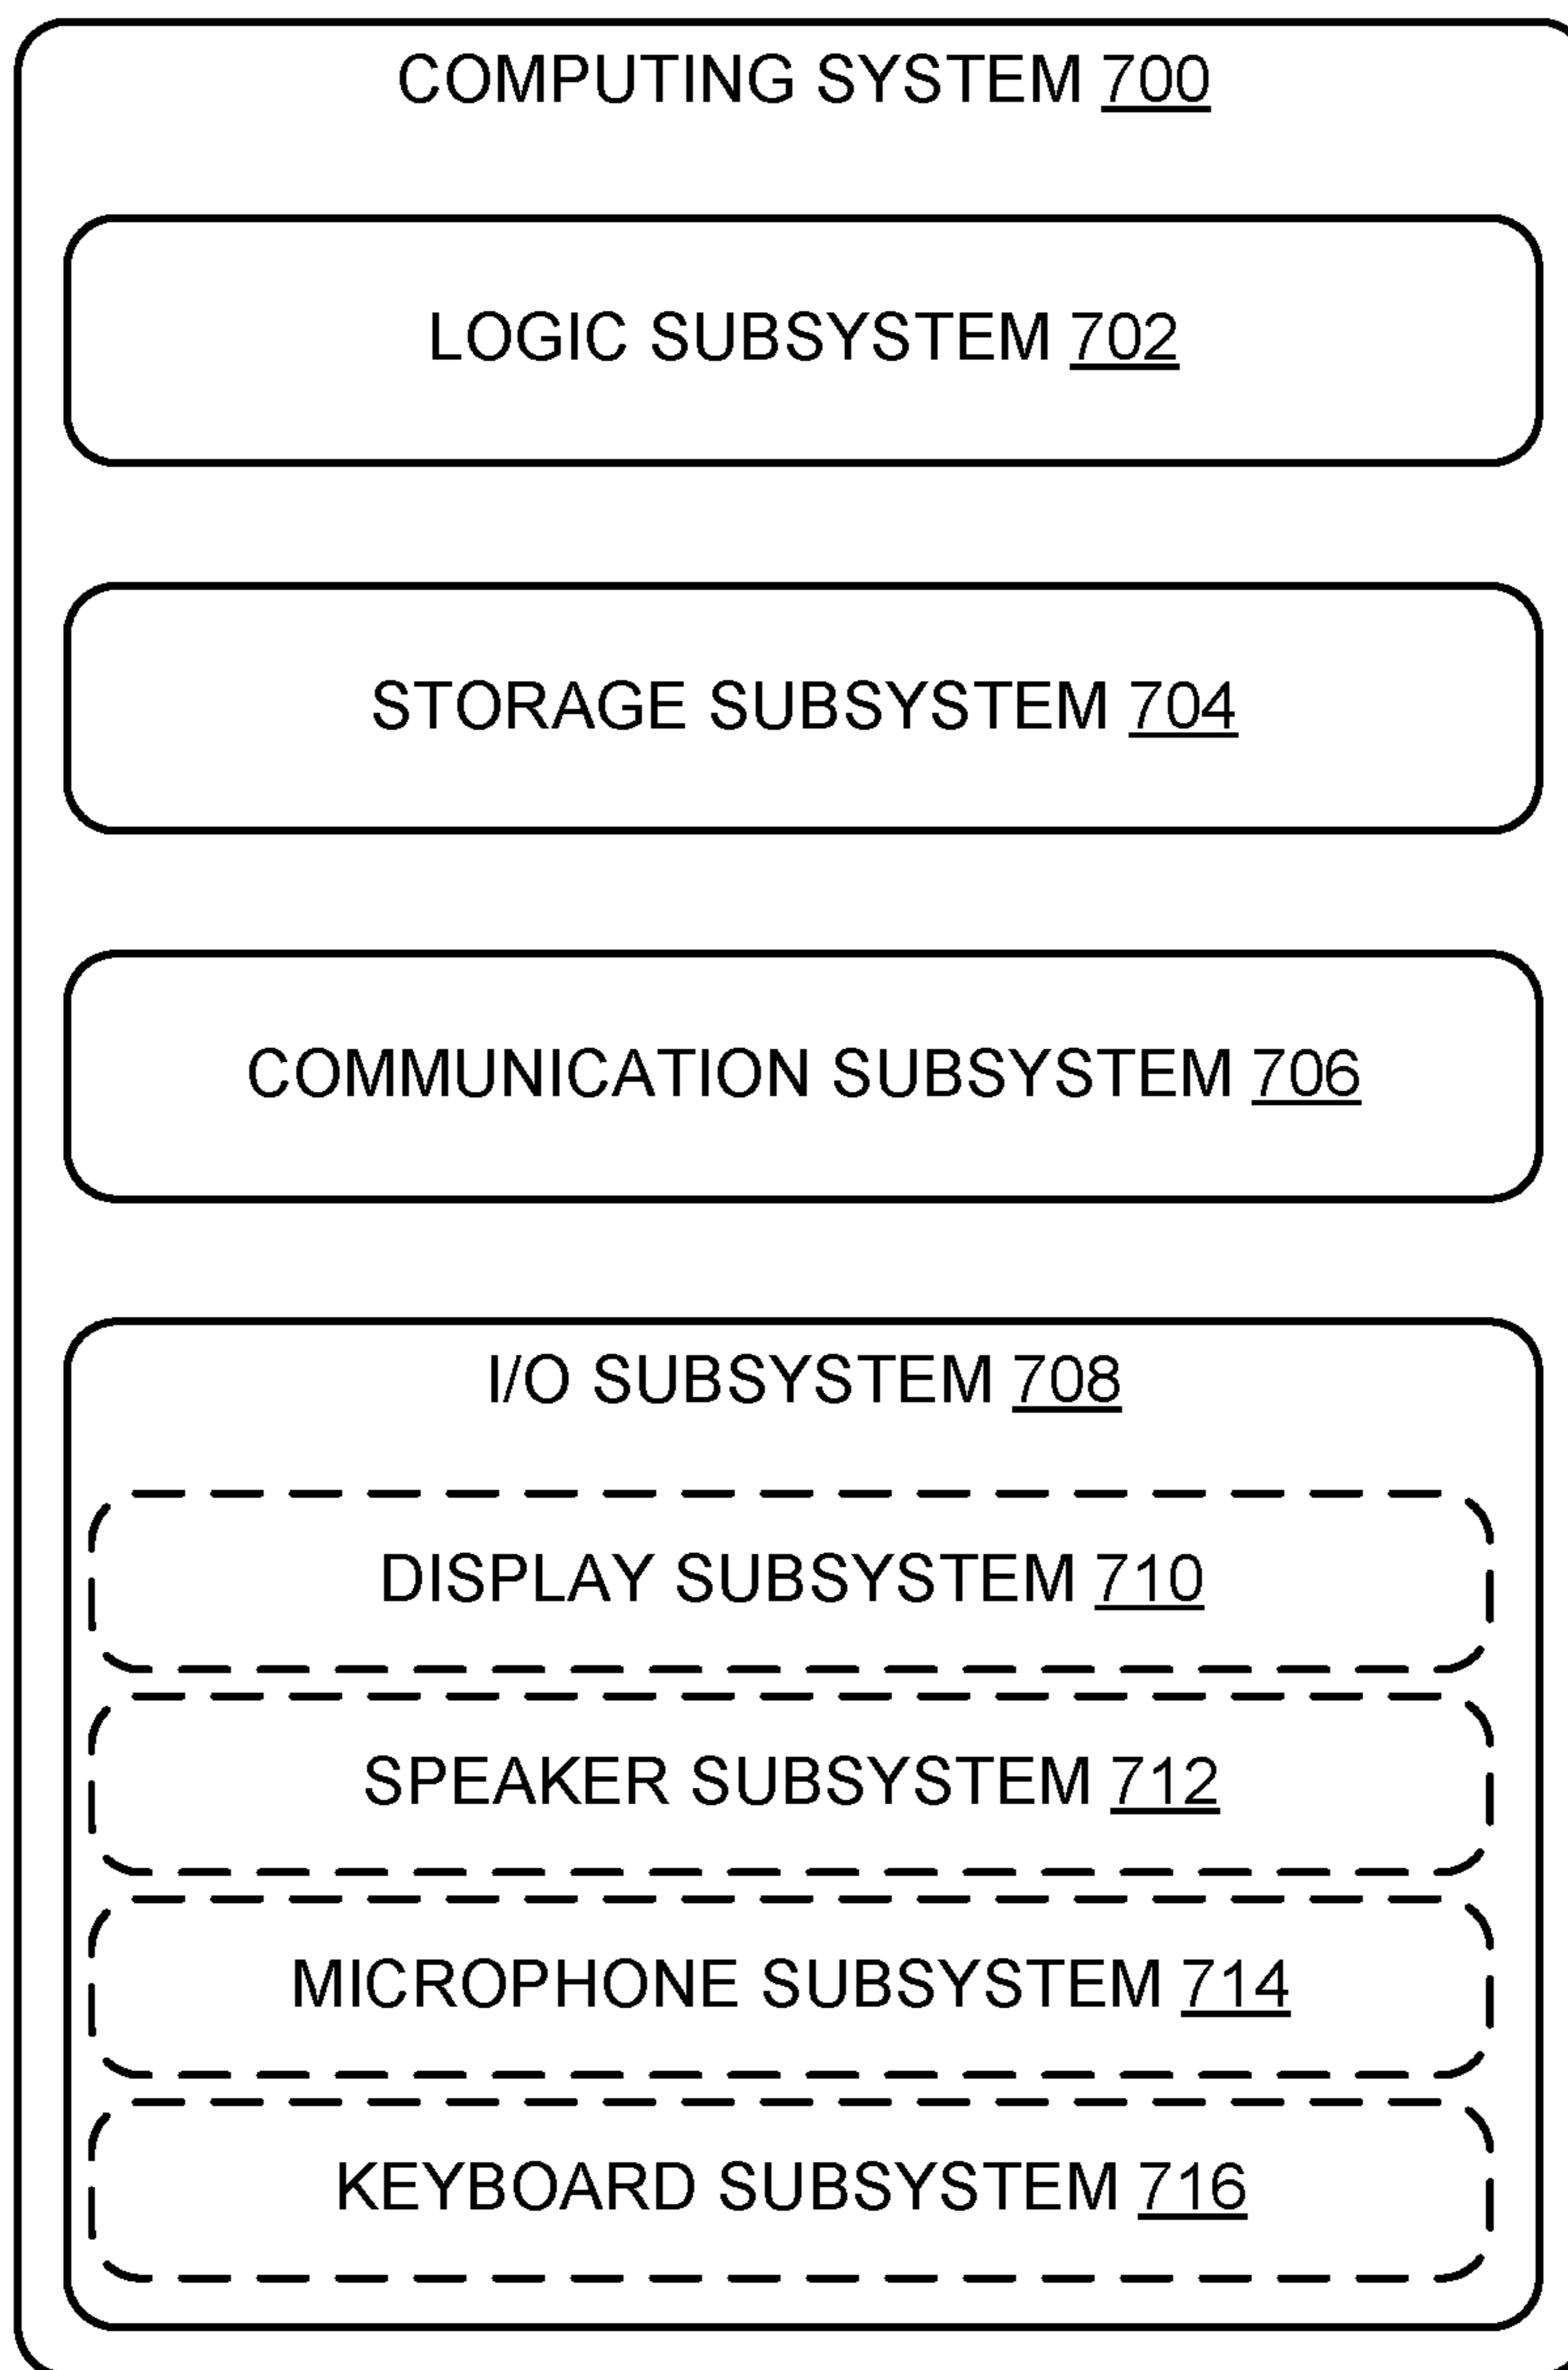 COMPUTING SYSTEM 700
LOGIC SUBSYSTEM 702
STORAGE SUBSYSTEM 704
COMMUNICATION SUBSYSTEM 706
I/O SUBSYSTEM 708
DISPLAY SUBSYSTEM 710
SPEAKER SUBSYSTEM 712
MICROPHONE SUBSYSTEM 714
KEYBOARD SUBSYSTEM 716